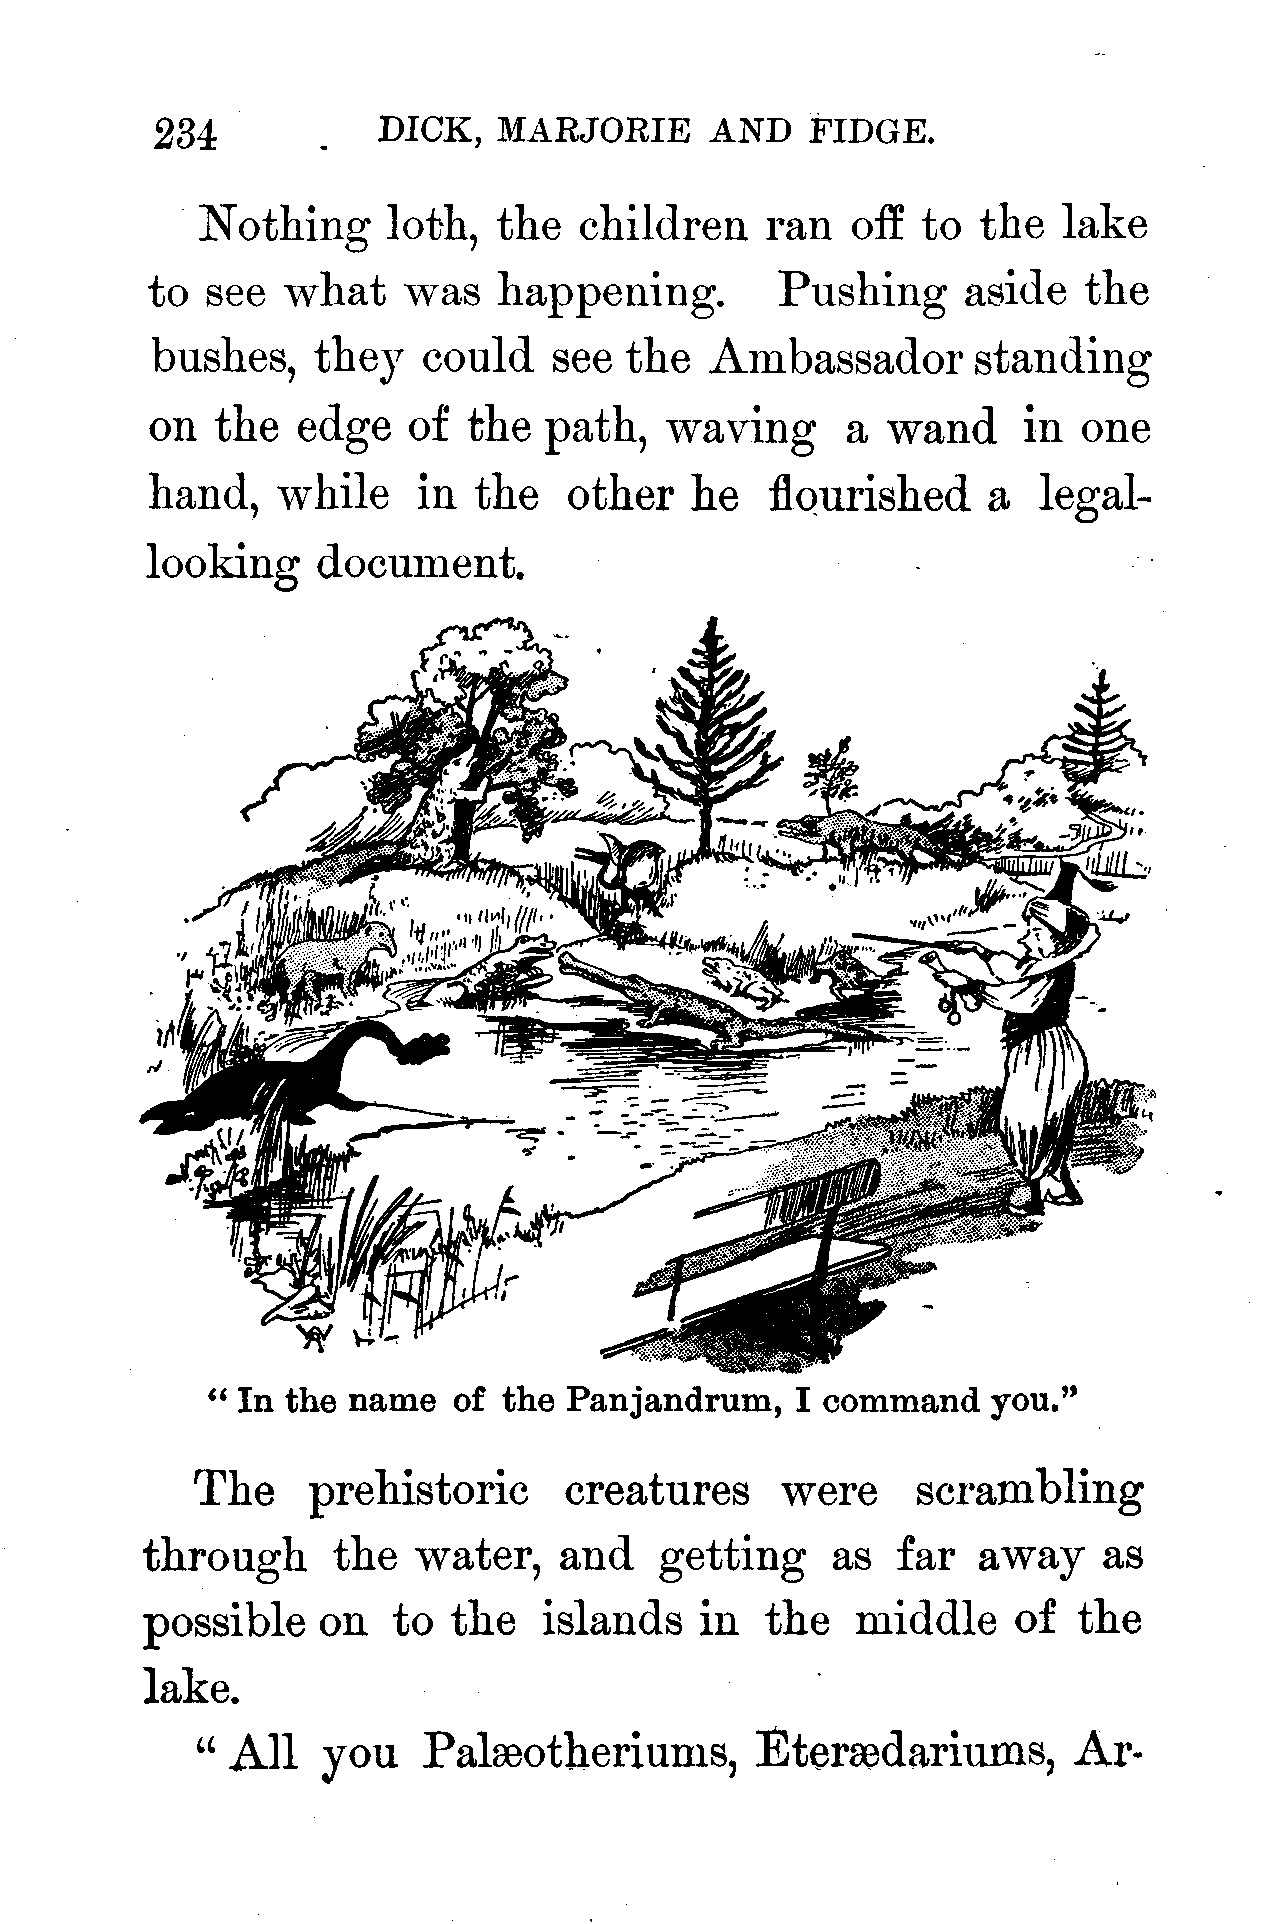 234 DICK, MARJORIE AND FIDGE.
Nothing loth, the children ran off to the lake
to see what was happening. Pushing aside the
bushes, they could see the Ambassador standing
on the edge of the path, waving a wand in one
hand, while in the other he flourished a legal-
looking document.
“ In the name of the Panjandrum, I command you.”
The prehistoric creatures were scrambling
through the water, and getting as far away as
possible on to the islands in the middle of the
lake.
“ All you Palæotheriums, Eteræedariums, Ar-